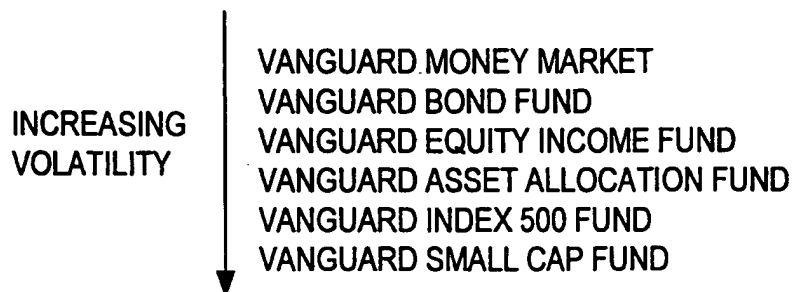 INCREASING
VOLATILITY
VANGUARD MONEY MARKET
VANGUARD BOND FUND
VANGUARD EQUITY INCOME FUND
VANGUARD ASSET ALLOCATION FUND
VANGUARD INDEX 500 FUND
VANGUARD SMALL CAP FUND